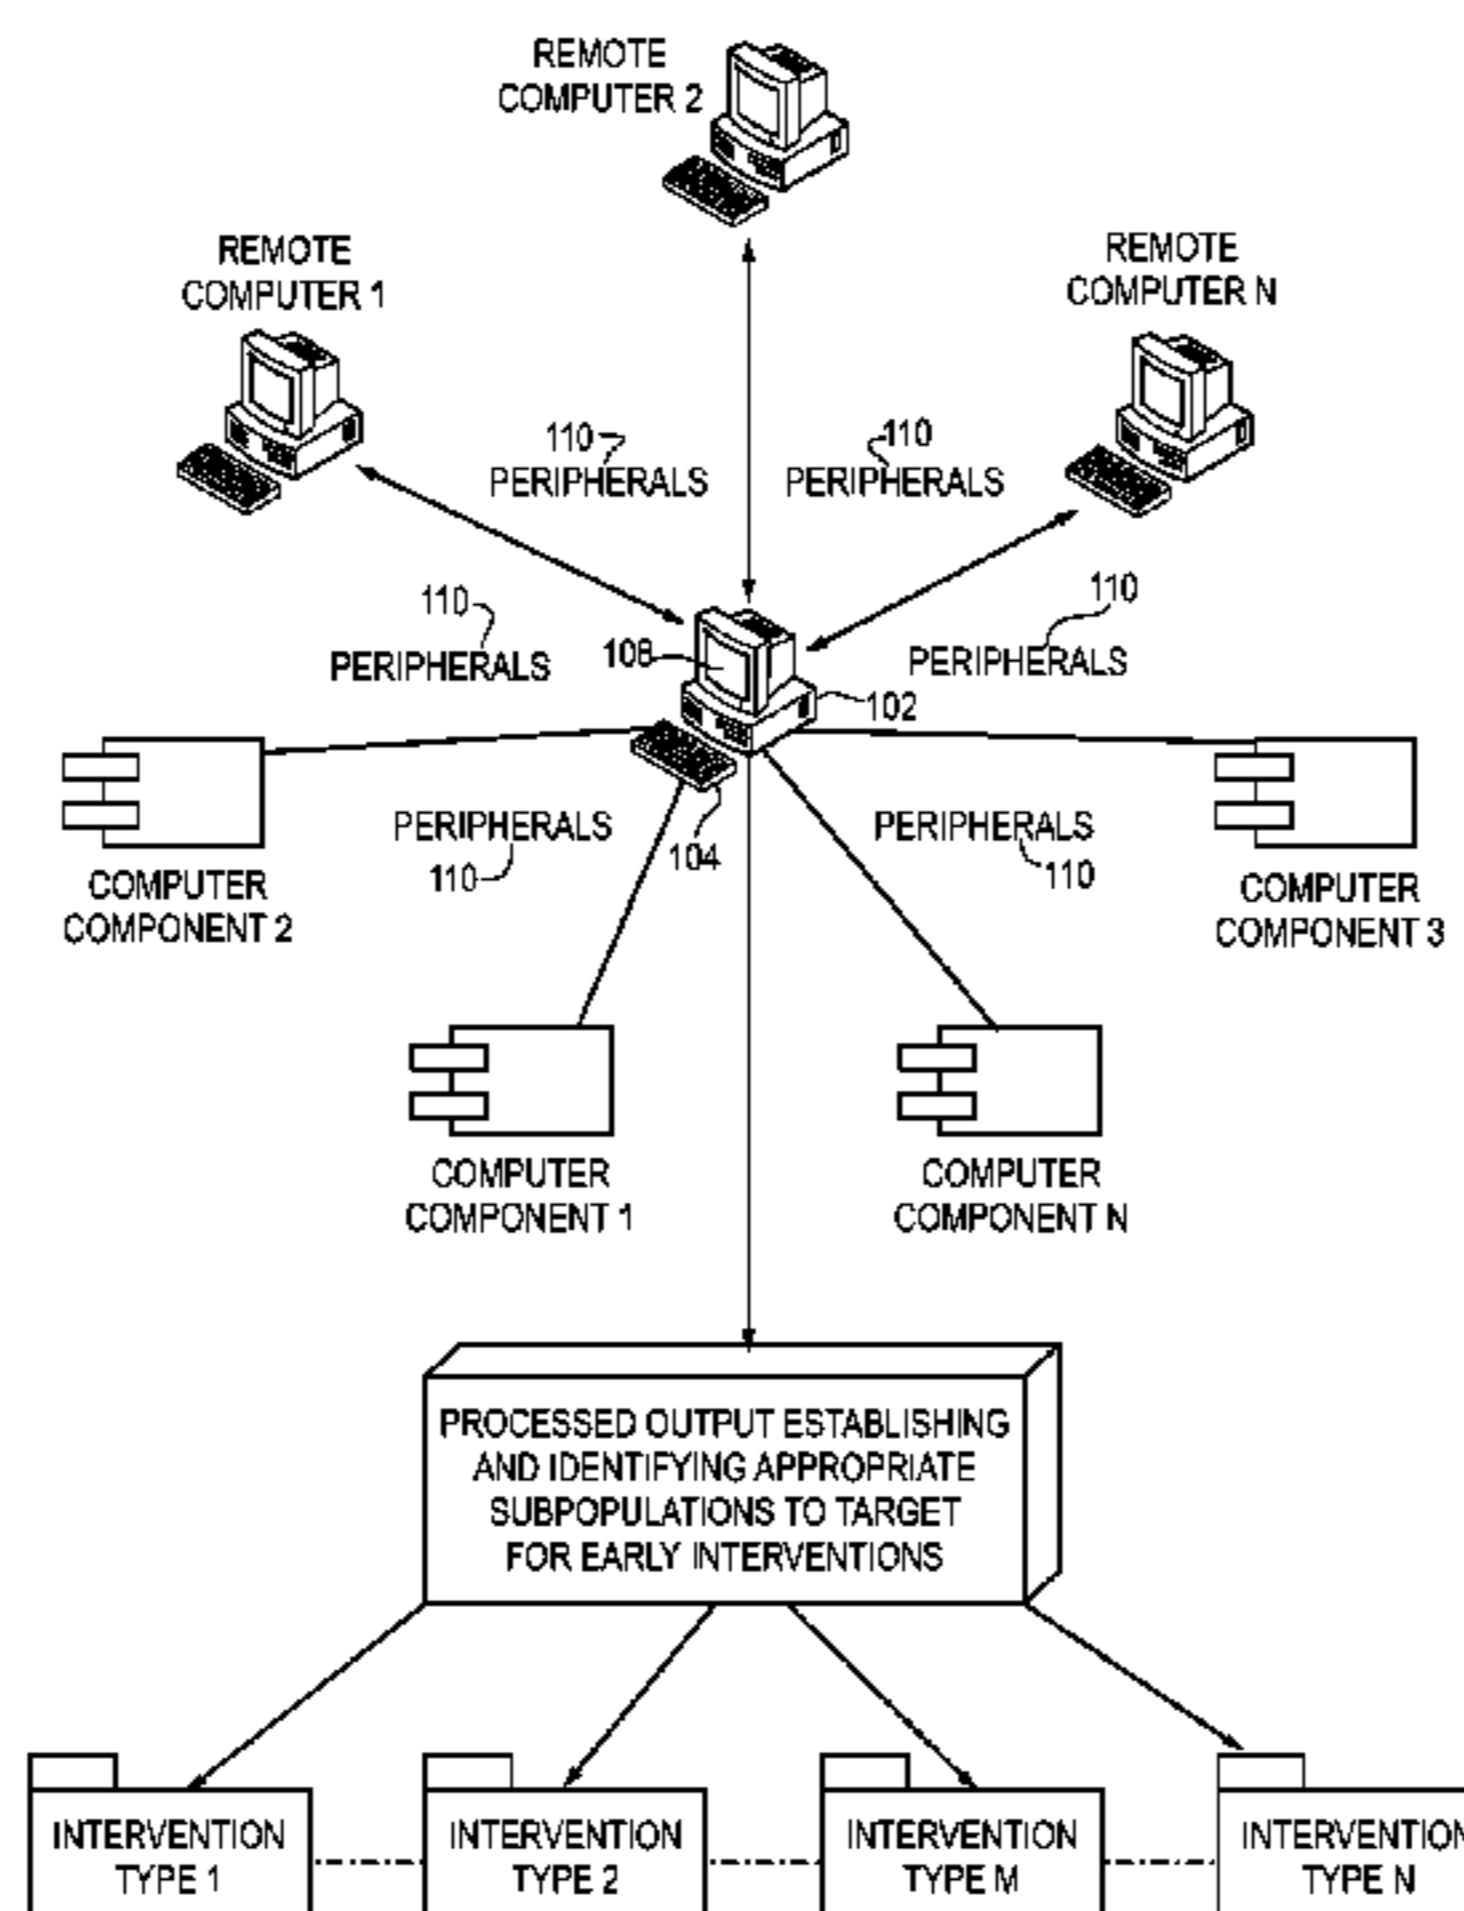 REMOTE
COMPUTER 2
REMOTE
COMPUTER 1
REMOTE
COMPUTER N
110
PERIPHERALS
110
PERIPHERALS
110
PERIPHERALS
108
110
PERIPHERALS
102
PERIPHERALS
110
104
PERIPHERALS
110
COMPUTER
COMPONENT 2
COMPUTER
COMPONENT 3
COMPUTER
COMPONENT 1
COMPUTER
COMPONENT N
PROCESSED OUTPUT ESTABLISHING
AND IDENTIFYING APPROPRIATE
SUBPOPULATIONS TO TARGET
FOR EARLY INTERVENTIONS
INTERVENTION
TYPE 1
INTERVENTION
TYPE 2
INTERVENTION
TYPE M
INTERVENTION
TYPE N